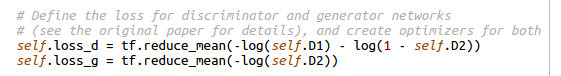 # Define the loss for discriminator and generator networks
# (see the original paper for details), and create optimizers for both
self.loss_d = tf.reduce_mean(-log(self.D1) - log(1 - self.D2))
self.loss_g = tf.reduce_mean(-log(self.D2))